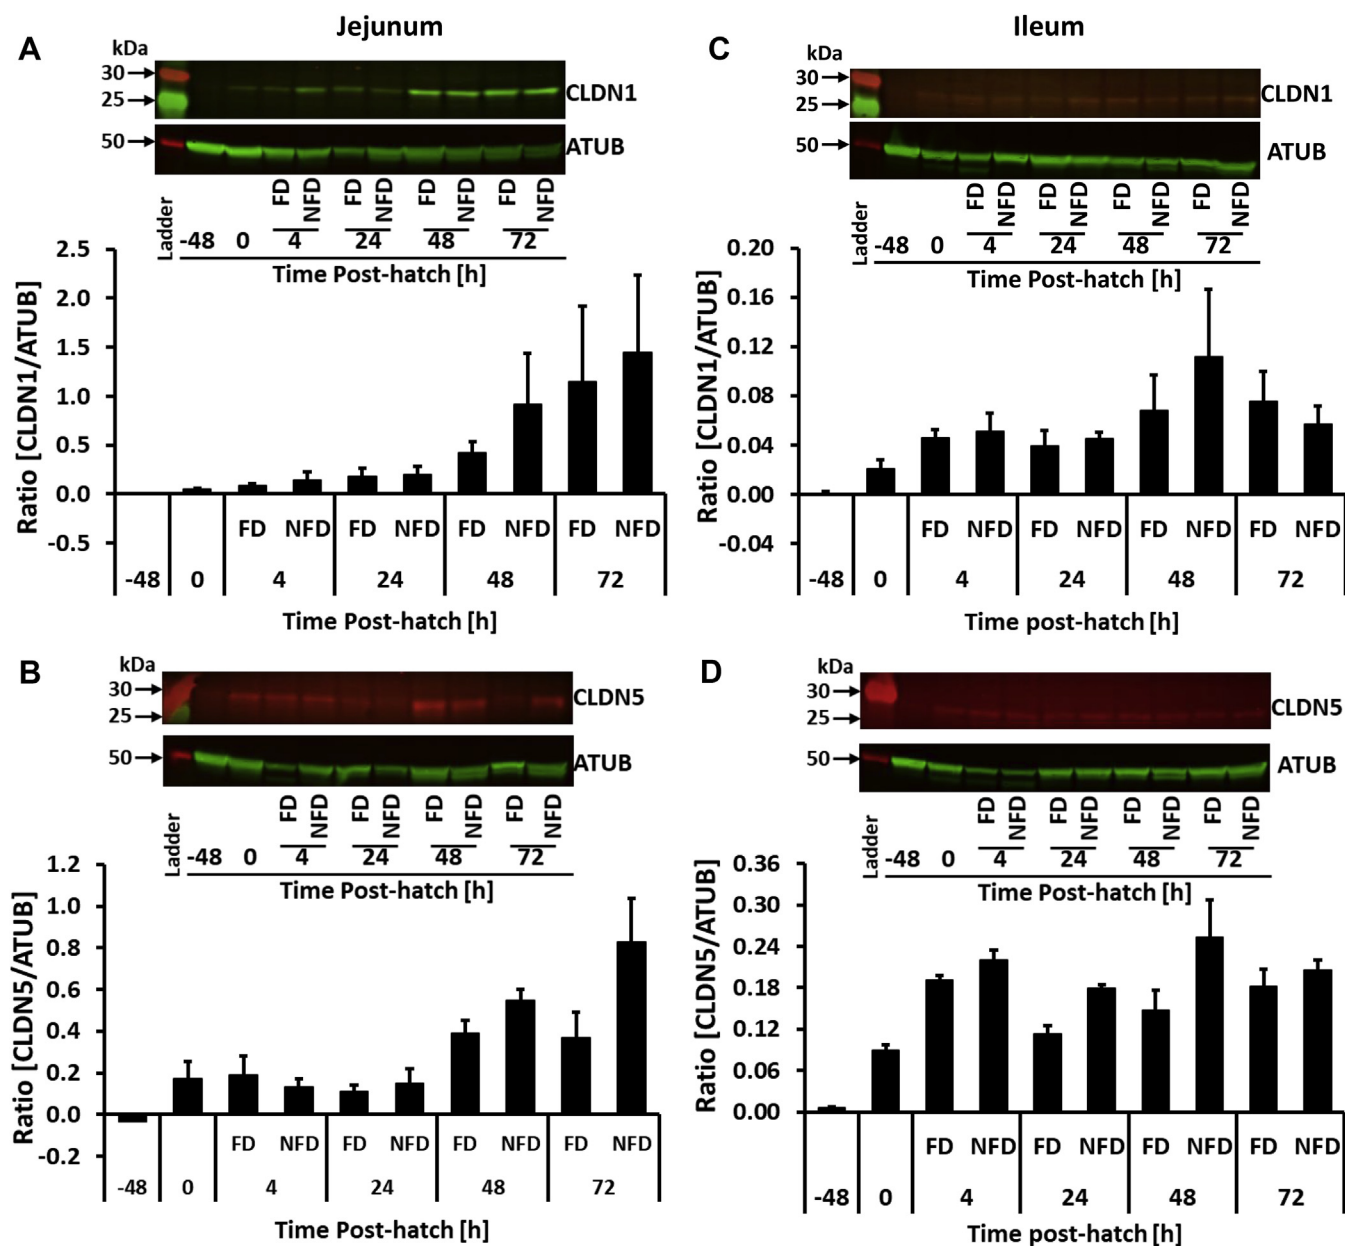 Jejunum
Ileum
A
kDa
30
25
CLDN1
50
ATUB
Ladder
FD NFD FD NFD FD NFD FD NFD
-48 0 4 24 48 72
Time Post-hatch [h]
Ratio [CLDN1/ATUB]
2.5
2.0
1.5
1.0
0.5
0.0
-0.5
FD NFD FD NFD FD NFD FD NFD
-48 0 4 24 48 72
Time Post-hatch [h]
C
kDa
30
25
CLDN1
50
ATUB
Ladder
FD NFD FD NFD FD NFD FD NFD
-48 0 4 24 48 72
Time Post-hatch [h]
Ratio [CLDN1/ATUB]
0.20
0.16
0.12
0.08
0.04
0.00
-0.04
FD NFD FD NFD FD NFD FD NFD
-48 0 4 24 48 72
Time post-hatch [h]
B
kDa
30
25
CLDN5
50
ATUB
Ladder
FD NFD FD NFD FD NFD FD NFD
-48 0 4 24 48 72
Time Post-hatch [h]
Ratio [CLDN5/ATUB]
1.2
1.0
0.8
0.6
0.4
0.2
0.0
-0.2
FD NFD FD NFD FD NFD FD NFD
-48 0 4 24 48 72
Time Post-hatch [h]
D
kDa
30
25
CLDN5
50
ATUB
Ladder
FD NFD FD NFD FD NFD FD NFD
-48 0 4 24 48 72
Time Post-hatch [h]
Ratio [CLDN5/ATUB]
0.36
0.30
0.24
0.18
0.12
0.06
0.00
FD NFD FD NFD FD NFD FD NFD
-48 0 4 24 48 72
Time post-hatch [h]